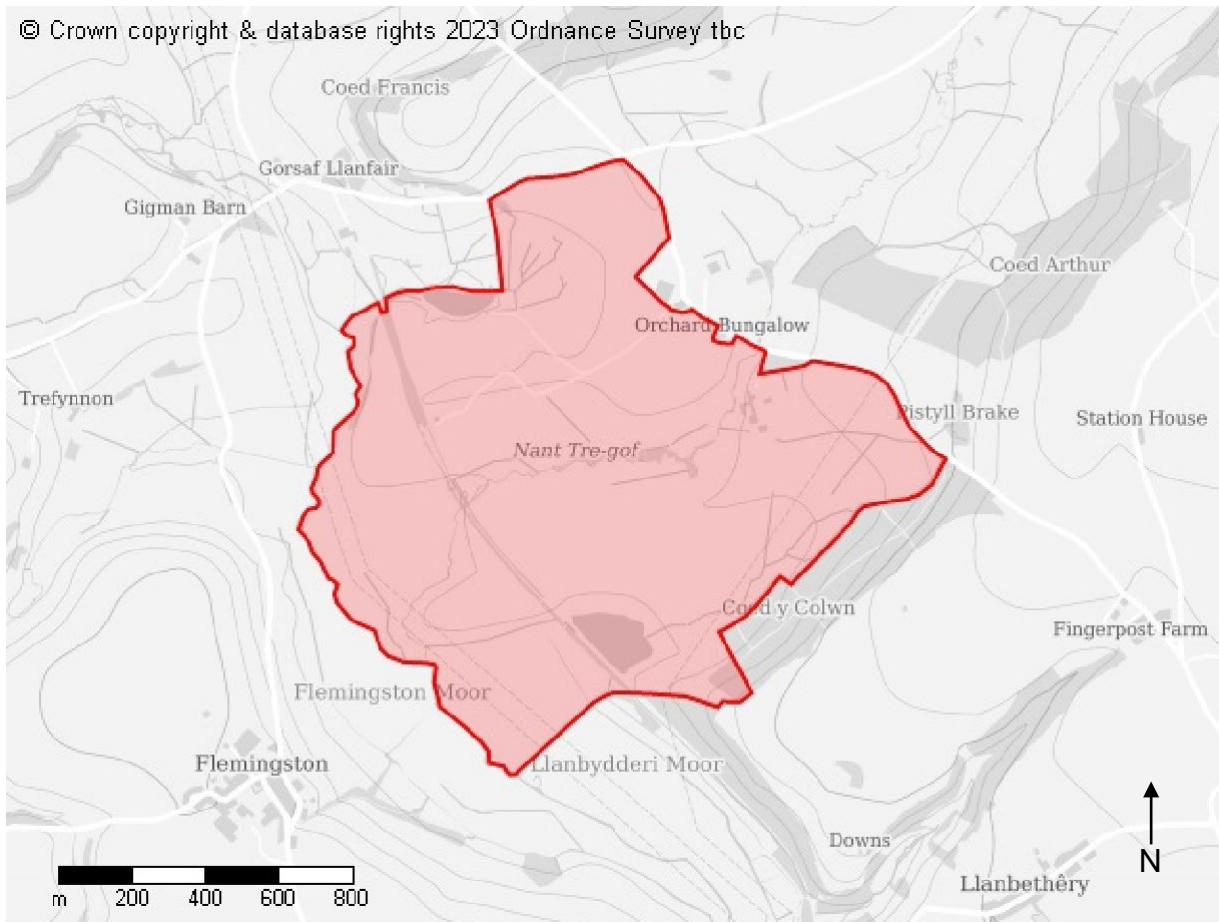 © Crown copyright & database rights 2023 Ordnance Survey tbc
Coed Francis
Gorsaf Llanfair
Gigman Barn
Coed Arthur
Orchard Bungalow
Trefynnon
Pistyll Brake
Station House
Nant Tre-gof
Coed y Colwn
Fingerpost Farm
Flemingston Moor
Flemingston
Llanbydderi Moor
Downs
Llanbethêry
N
m 200 400 600 800